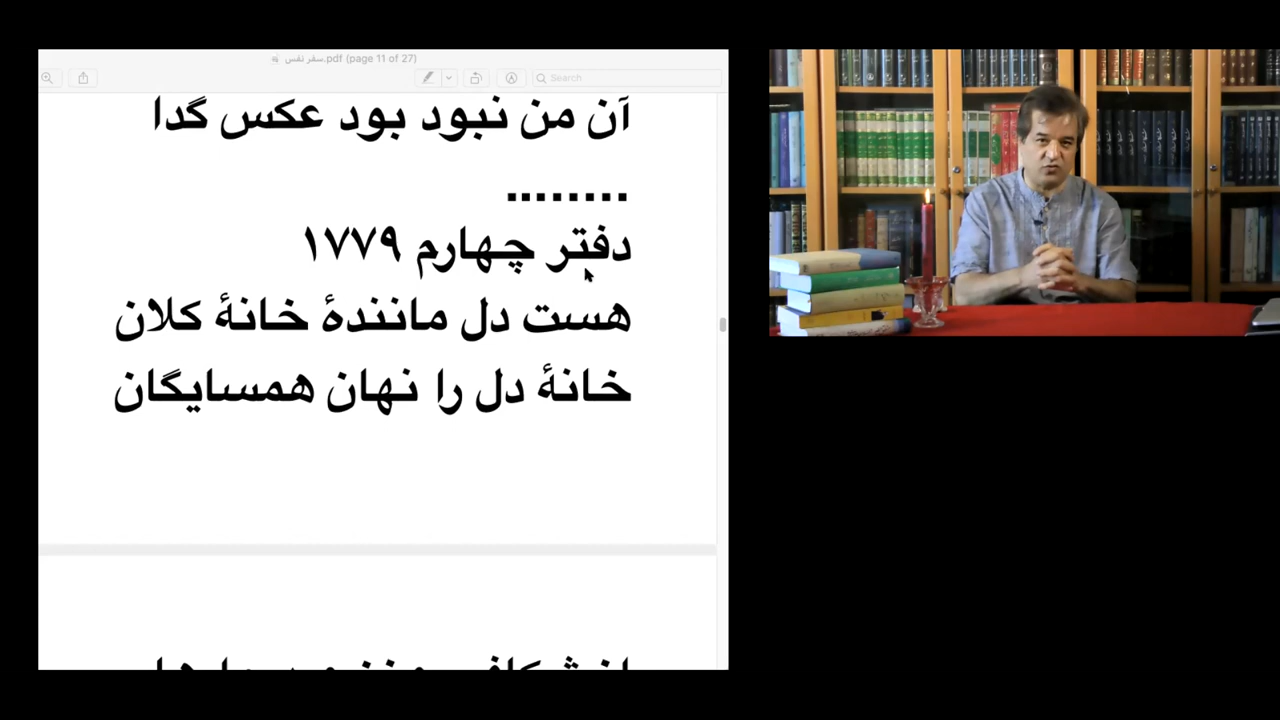 سفر نفس.pdf (page 11 of 27)
Search
آن من نبود بود عکس گدا
........
دفتر چهارم ۱۷۷۹
هست دل مانندهٔ خانهٔ کلان
خانهٔ دل را نهان همسایگان